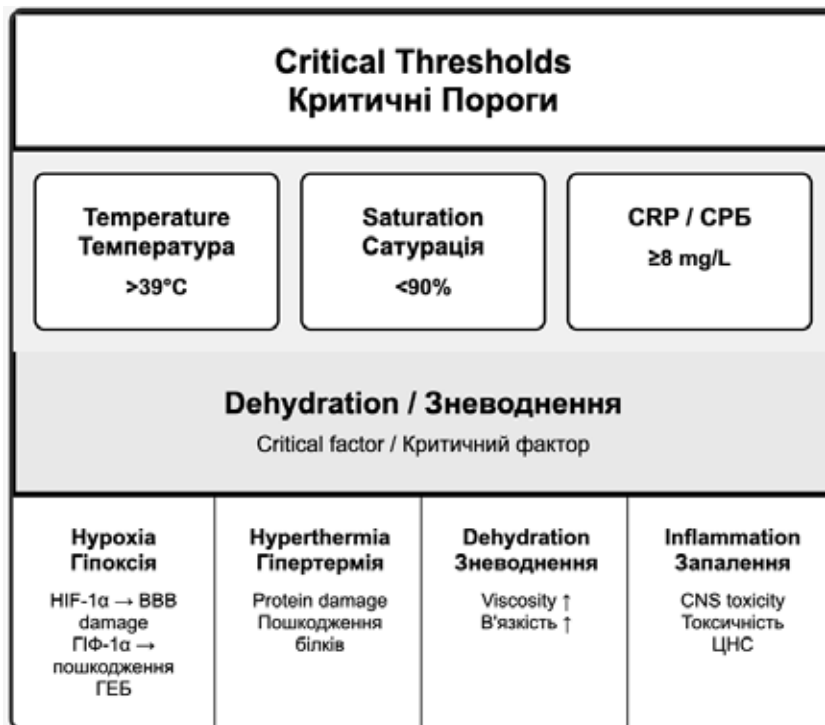 Critical Thresholds
Критичні Пороги
Temperature
Температура
>39°C
Saturation
Сатурація
<90%
CRP / СРБ
≥8 mg/L
Dehydration / Зневоднення
Critical factor / Критичний фактор
Hypoxia
Гіпоксія
HIF-1α → BBB
damage
ГІФ-1α →
пошкодження
ГЕБ
Hyperthermia
Гіпертермія
Protein damage
Пошкодження
білків
Dehydration
Зневоднення
Viscosity ↑
В'язкість ↑
Inflammation
Запалення
CNS toxicity
Токсичність
ЦНС